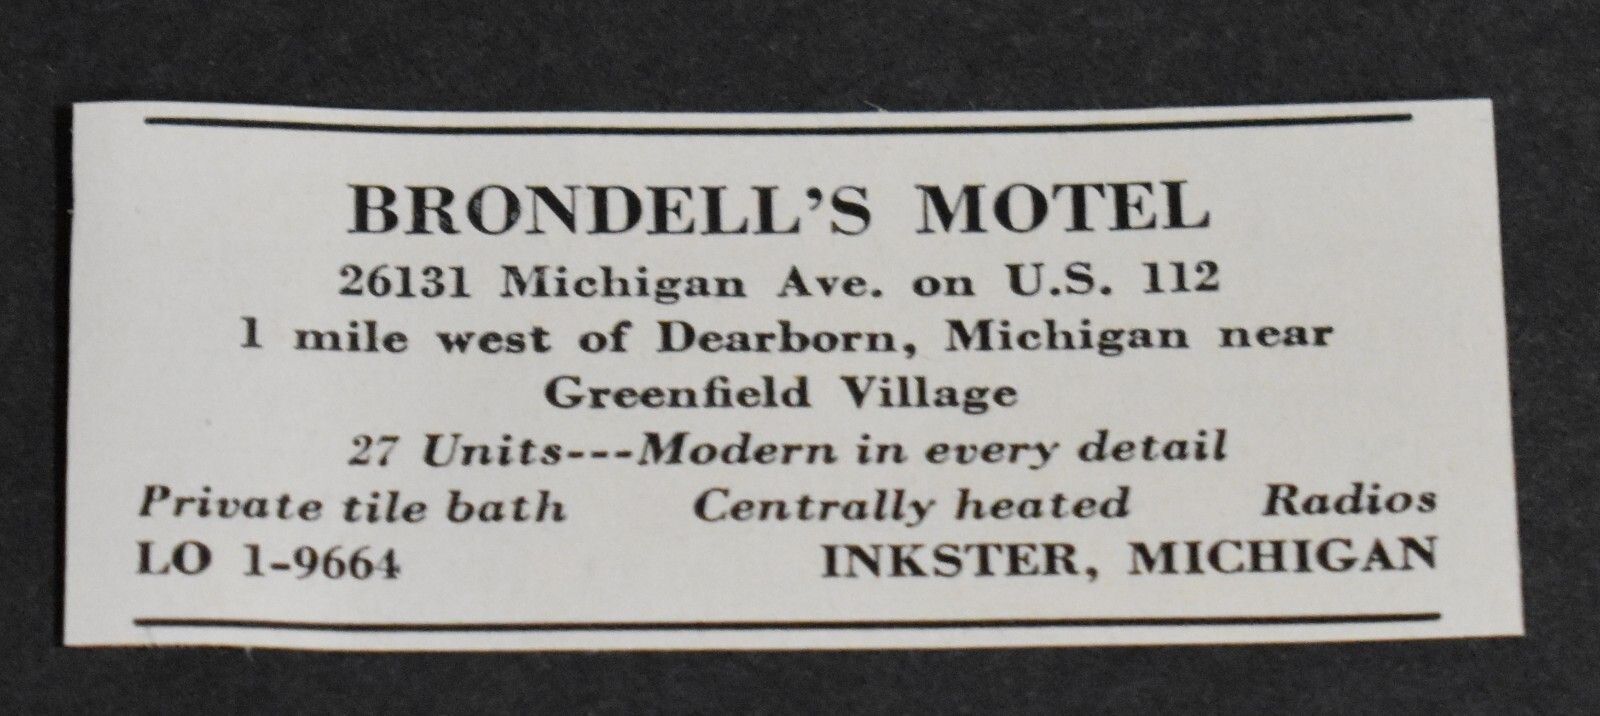 BRONDELL'S MOTEL
26131 Michigan Ave. on U.S. 112
1 mile west of Dearborn, Michigan near
Greenfield Village
27 Units---Modern in every detail
Private tile bath Centrally heated Radios
LO 1-9664 INKSTER, MICHIGAN